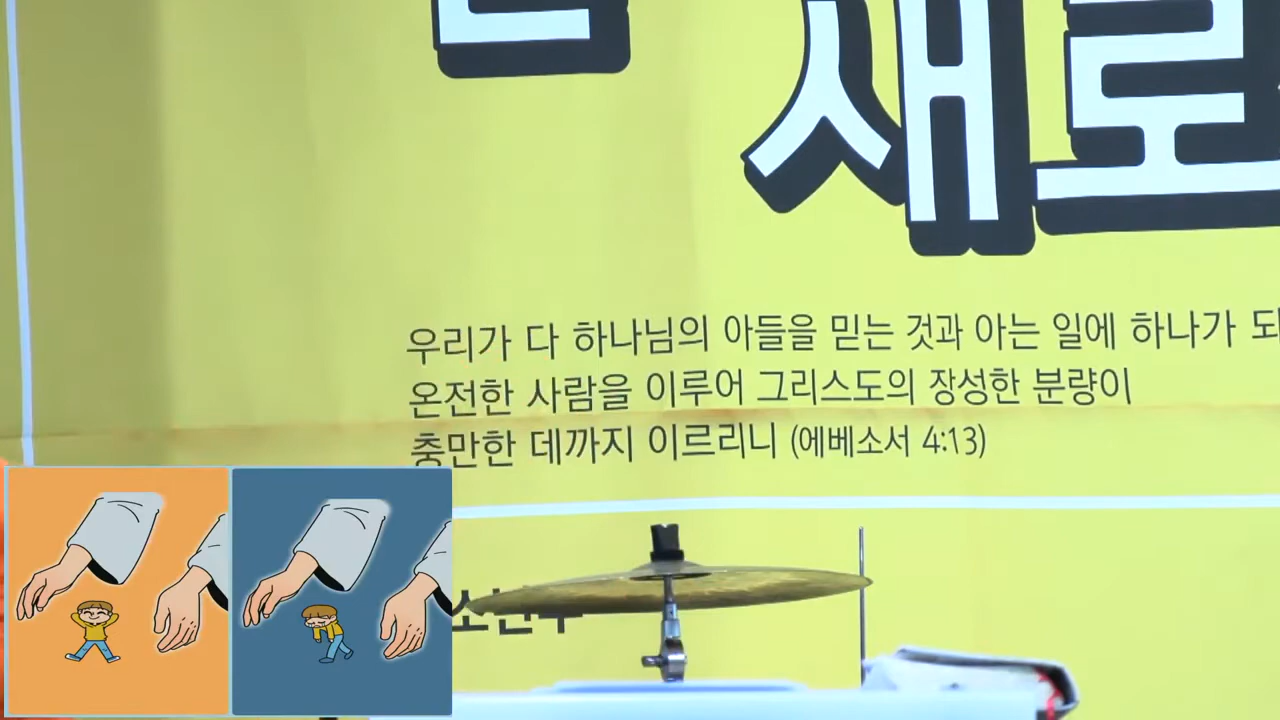 새로
우리가 다 하나님의 아들을 믿는 것과 아는 일에 하나가 되
온전한 사람을 이루어 그리스도의 장성한 분량이
충만한 데까지 이르리니 (에베소서 4:13)